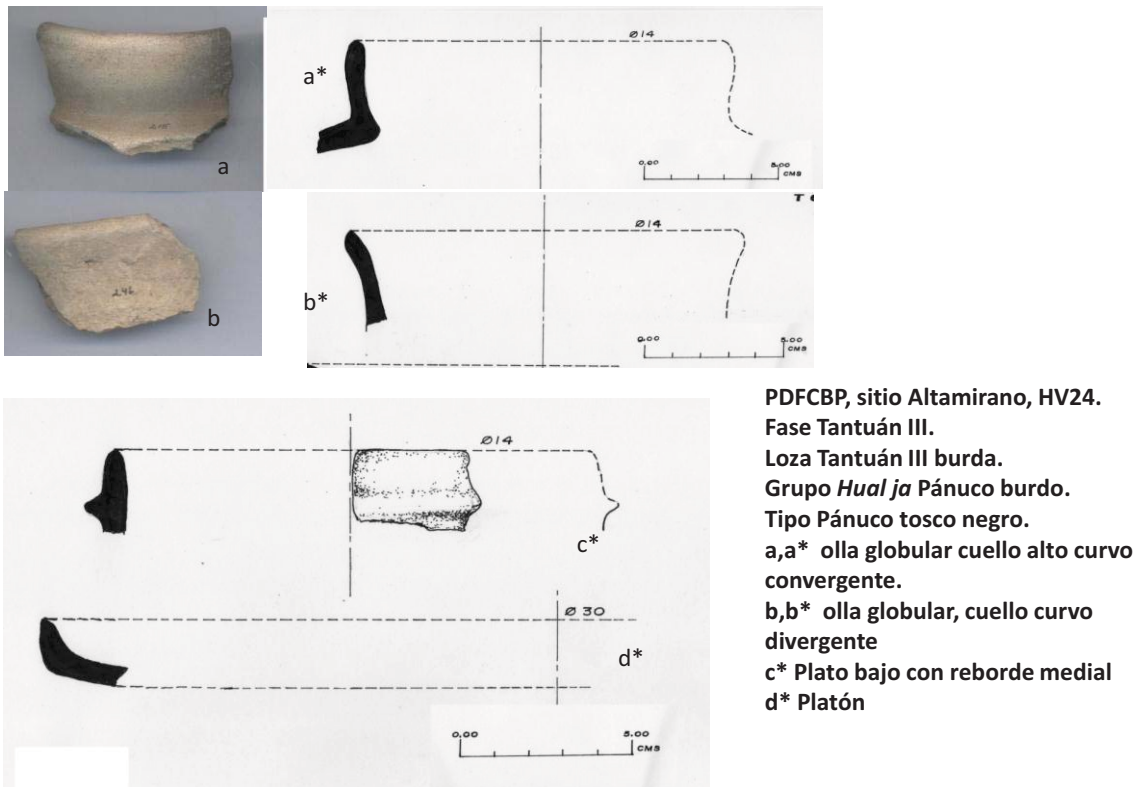 a
a*
Ø14
0.00
5.00
CMS
246
b
b*
Ø14
0.00
5.00
CMS
Ø14
c*
Ø 30
d*
0.00
5.00
CMS
PDFCBP, sitio Altamirano, HV24.
Fase Tantuán III.
Loza Tantuán III burda.
Grupo Hual ja Pánuco burdo.
Tipo Pánuco tosco negro.
a,a* olla globular cuello alto curvo
convergente.
b,b* olla globular, cuello curvo
divergente
c* Plato bajo con reborde medial
d* Platón